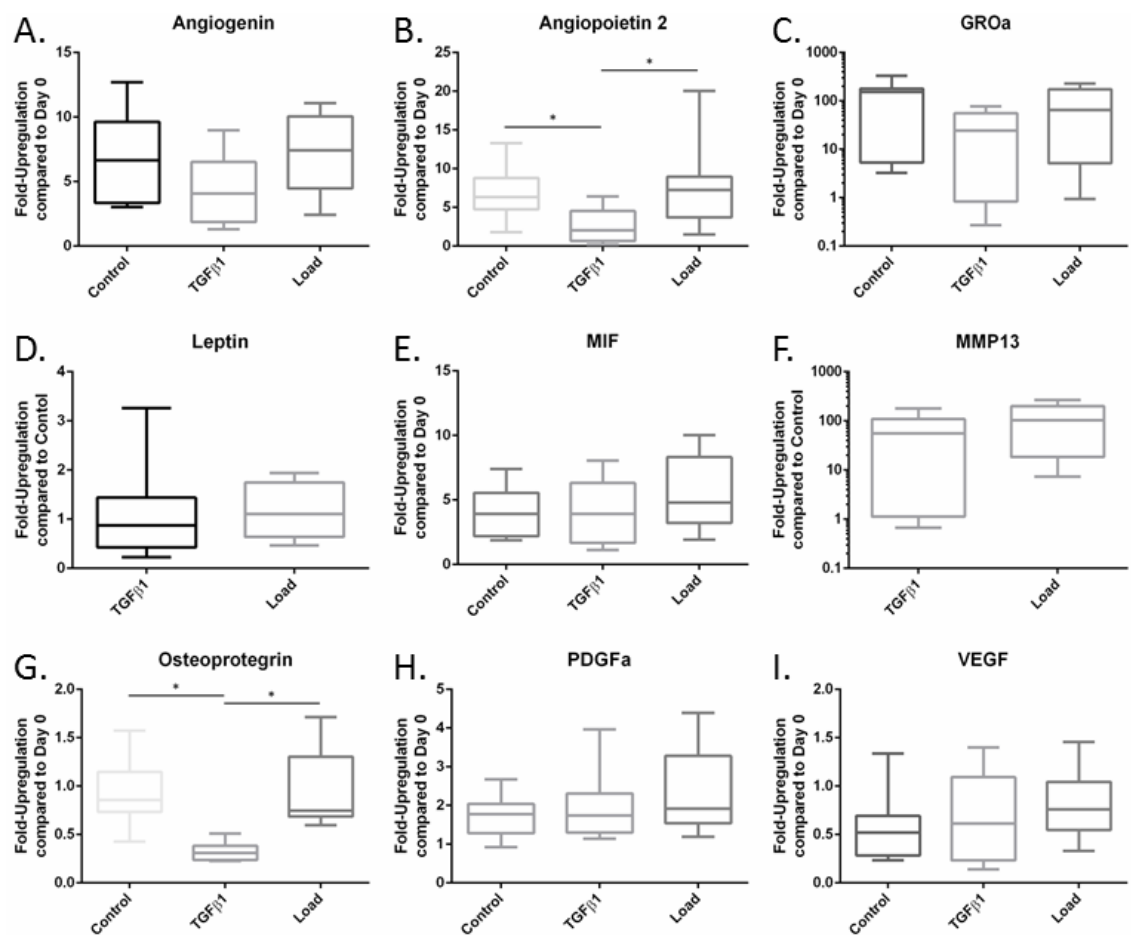 A.
Angiogenin
Fold-Upregulation
compared to Day 0
15
10
5
0
Control
TGFβ1
Load
B.
Angiopoietin 2
Fold-Upregulation
compared to Day 0
25
20
15
10
5
0
*
*
Control
TGFβ1
Load
C.
GROa
Fold-Upregulation
compared to Day 0
1000
100
10
1
0.1
Control
TGFβ1
Load
D.
Leptin
Fold-Upregulation
compared to Contol
4
3
2
1
0
TGFβ1
Load
E.
MIF
Fold-Upregulation
compared to Day 0
15
10
5
0
Control
TGFβ1
Load
F.
MMP13
Fold-Upregulation
compared to Control
1000
100
10
1
0.1
TGFβ1
Load
G.
Osteoprotegrin
Fold-Upregulation
compared to Day 0
2.0
1.5
1.0
0.5
0.0
*
*
Control
TGFβ1
Load
H.
PDGFa
Fold-Upregulation
compared to Day 0
5
4
3
2
1
0
Control
TGFβ1
Load
I.
VEGF
Fold-Upregulation
compared to Day 0
2.0
1.5
1.0
0.5
0.0
Control
TGFβ1
Load